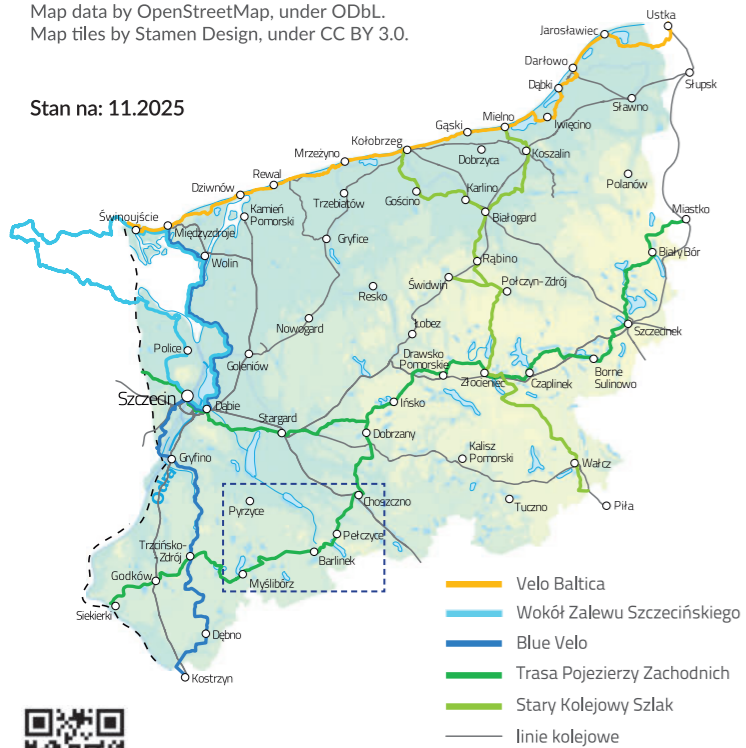 Map data by OpenStreetMap, under ODbL.
Map tiles by Stamen Design, under CC BY 3.0.
Stan na: 11.2025
Ustka
Jarosławiec
Darłowo
Słupsk
Dąbki
Sławno
Mielno
Iwięcino
Gąski
Kołobrzeg
Koszalin
Dobrzyca
Mrzeżyno
Rewal
Polanów
Dziwnów
Trzebiatów
Gościno
Karlino
Kamień
Pomorski
Białogard
Miastko
Świnoujście
Międzyzdroje
Gryfice
Biały Bór
Wolin
Rąbino
Świdwin
Połczyn-Zdrój
Resko
Nowogard
Łobez
Szczecinek
Police
Goleniów
Drawsko
Pomorskie
Złocieniec
Czaplinek
Borne
Sulinowo
Szczecin
Dąbie
Ińsko
Stargard
Dobrzany
Kalisz
Pomorski
Wałcz
Gryfino
Odra
Choszczno
Piła
Tuczno
Pyrzyce
Pełczyce
Trzcińsko-
Zdrój
Barlinek
Godków
Myślibórz
Siekierki
Dębno
Kostrzyn
Velo Baltica
Wokół Zalewu Szczecińskiego
Blue Velo
Trasa Pojezierzy Zachodnich
Stary Kolejowy Szlak
linie kolejowe